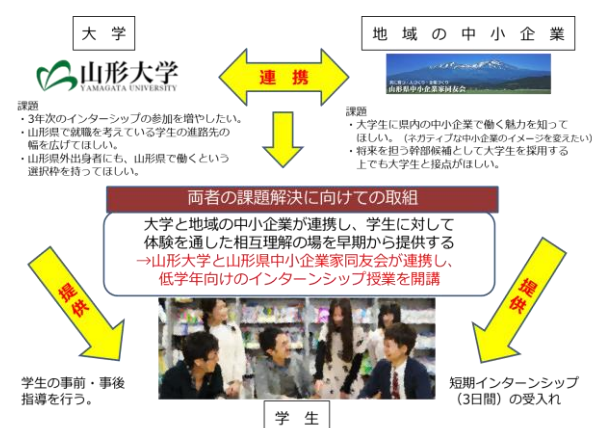 大 学
地 域 の 中 小 企 業
山形大学
YAMAGATA UNIVERSITY
連 携
山形県中小企業家同友会
課題
・3年次のインターシップの参加を増やしたい。
・山形県で就職を考えている学生の進路先の
幅を広げてほしい。
・山形県外出身者にも、山形県で働くという
選択枠を持ってほしい。
課題
・大学生に県内の中小企業で働く魅力を知って
ほしい。（ネガティブな中小企業のイメージを変えたい）
・将来を担う幹部候補として大学生を採用する
上でも大学生と接点がほしい。
両者の課題解決に向けての取組
大学と地域の中小企業が連携し、学生に対して
体験を通した相互理解の場を早期から提供する
→山形大学と山形県中小企業家同友会が連携し、
低学年向けのインターンシップ授業を開講
提供
提供
学生の事前・事後
指導を行う。
短期インターンシップ
（3日間）の受入れ
学 生